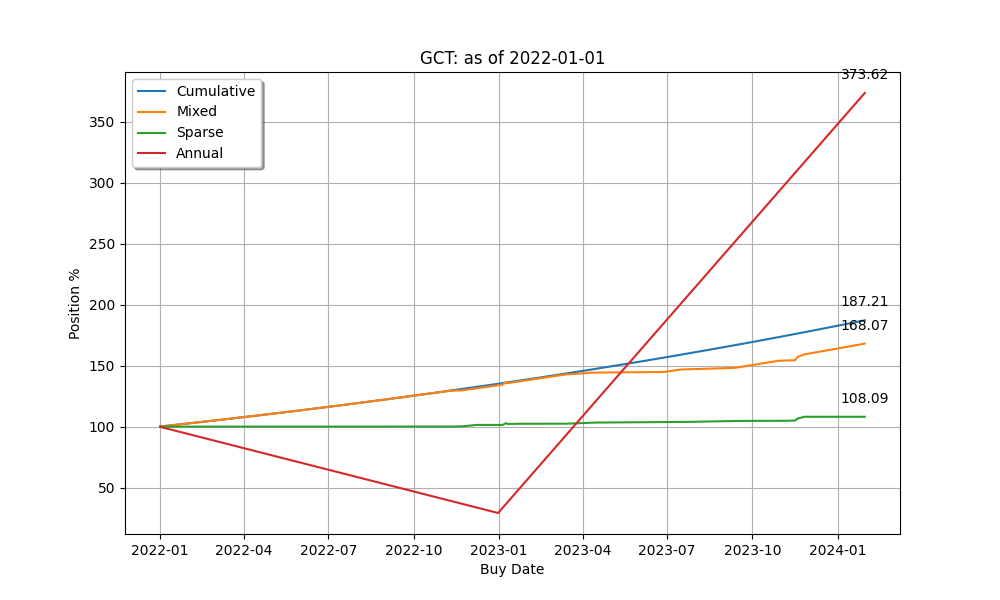 GCT: as of 2022-01-01
373.62
Cumulative
Mixed
Sparse
Annual
350
300
250
200
150
100
50
187.21
168.07
108.09
Position %
2022-01 2022-04 2022-07 2022-10 2023-01 2023-04 2023-07 2023-10 2024-01
Buy Date